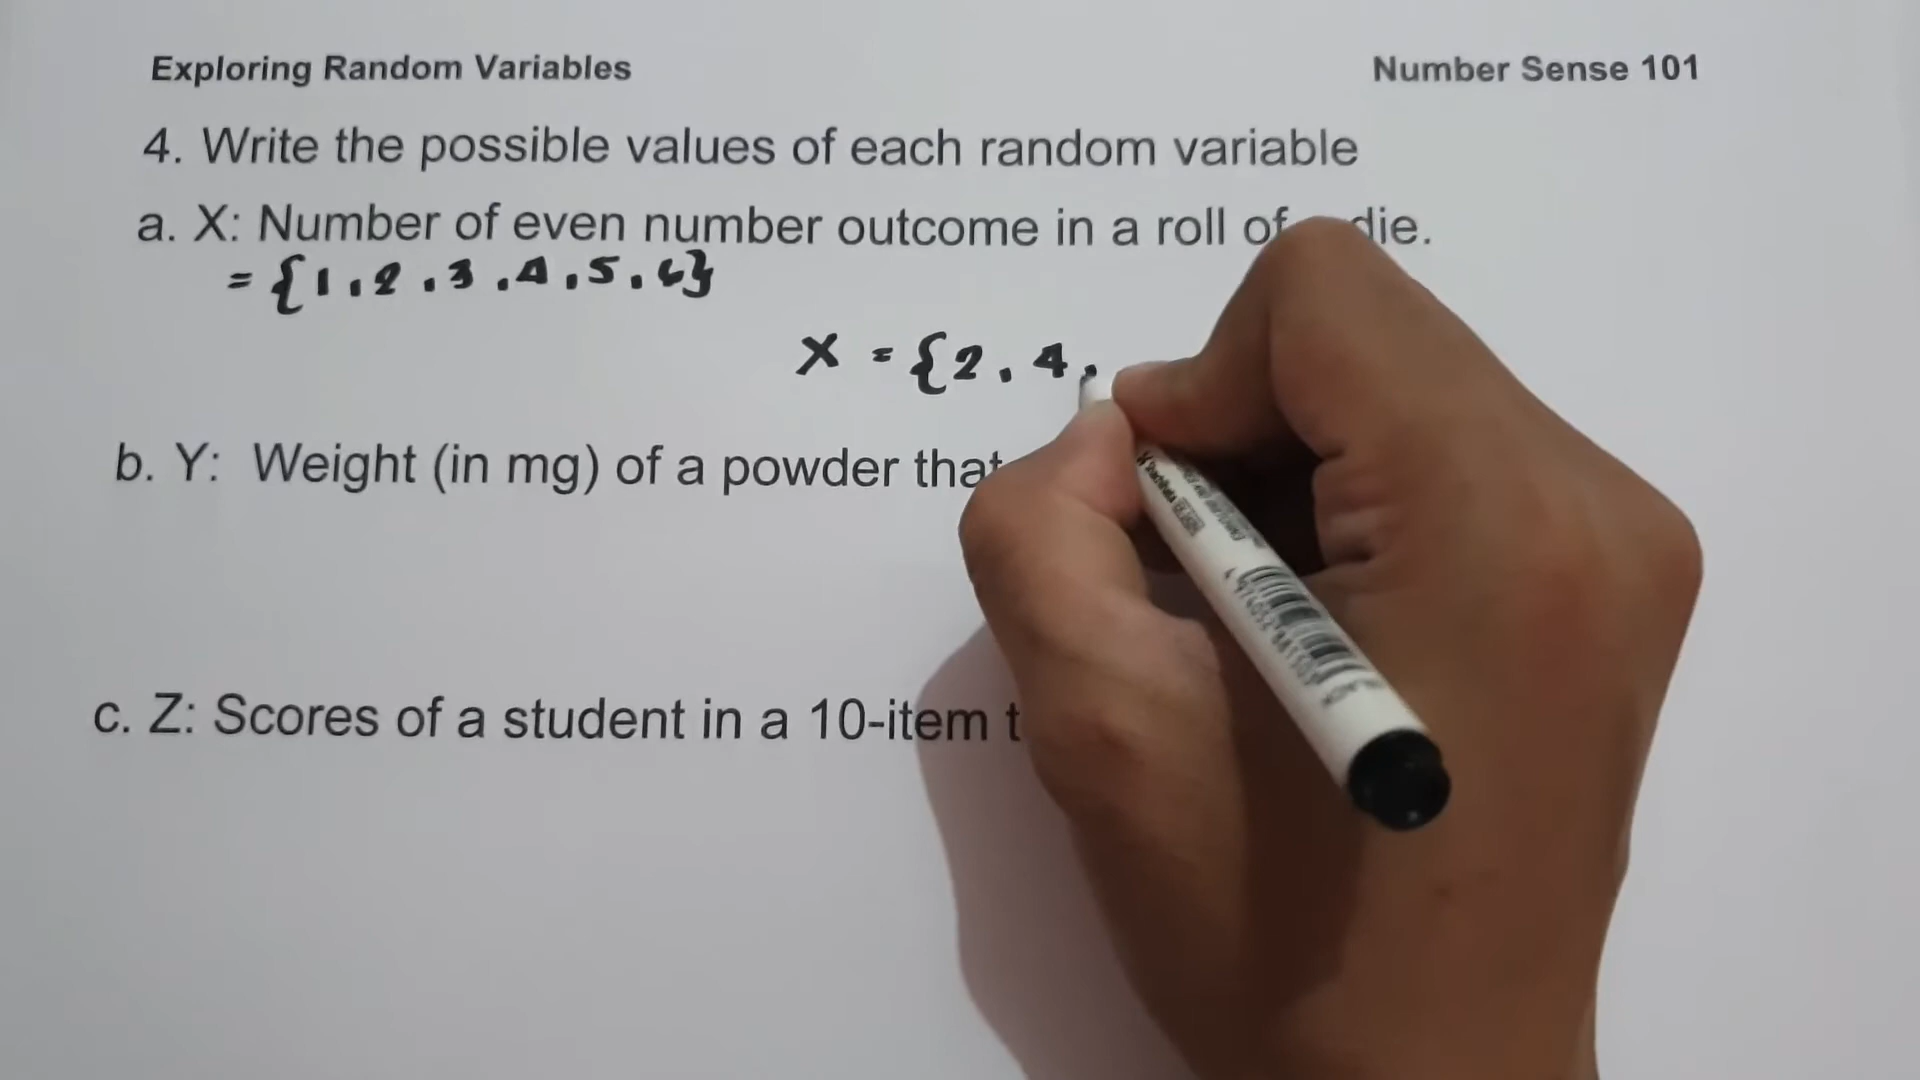 Exploring Random Variables
Number Sense 101
4. Write the possible values of each random variable
a. X: Number of even number outcome in a roll of die.
= {1, 2, 3, 4, 5, 6}
X = {2, 4,
b. Y: Weight (in mg) of a powder that
c. Z: Scores of a student in a 10-item